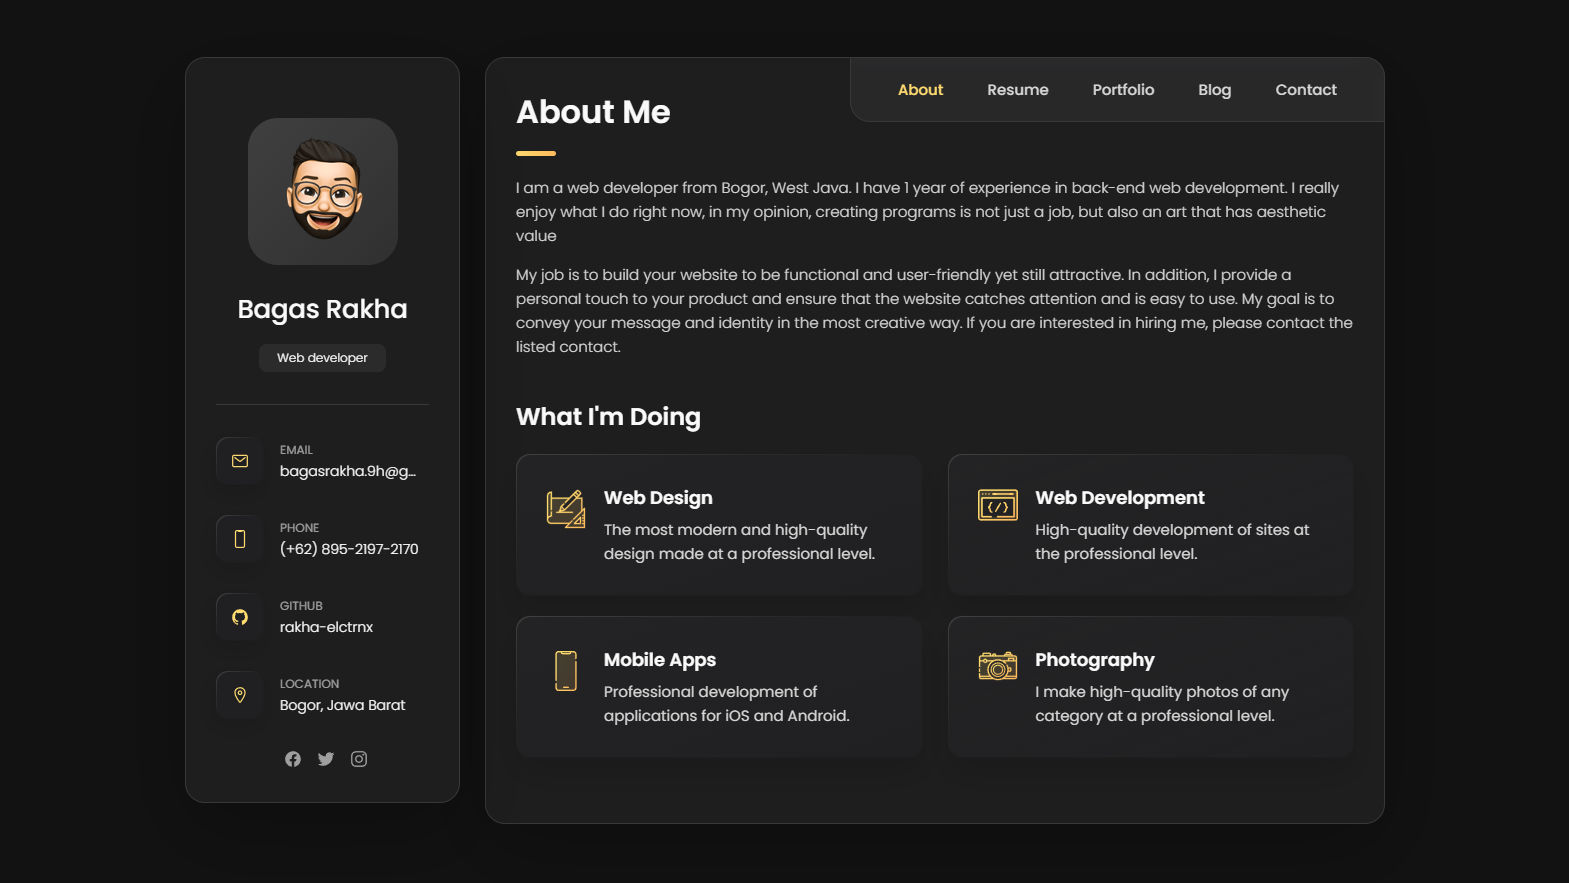 Bagas Rakha
Web developer
EMAIL
bagasrakha.9h@g...
PHONE
(+62) 895-2197-2170
GITHUB
rakha-elctrnx
LOCATION
Bogor, Jawa Barat
About Resume Portfolio Blog Contact
About Me
I am a web developer from Bogor, West Java. I have 1 year of experience in back-end web development. I really
enjoy what I do right now, in my opinion, creating programs is not just a job, but also an art that has aesthetic
value
My job is to build your website to be functional and user-friendly yet still attractive. In addition, I provide a
personal touch to your product and ensure that the website catches attention and is easy to use. My goal is to
convey your message and identity in the most creative way. If you are interested in hiring me, please contact the
listed contact.
What I'm Doing
Web Design
The most modern and high-quality
design made at a professional level.
Web Development
High-quality development of sites at
the professional level.
Mobile Apps
Professional development of
applications for iOS and Android.
Photography
I make high-quality photos of any
category at a professional level.